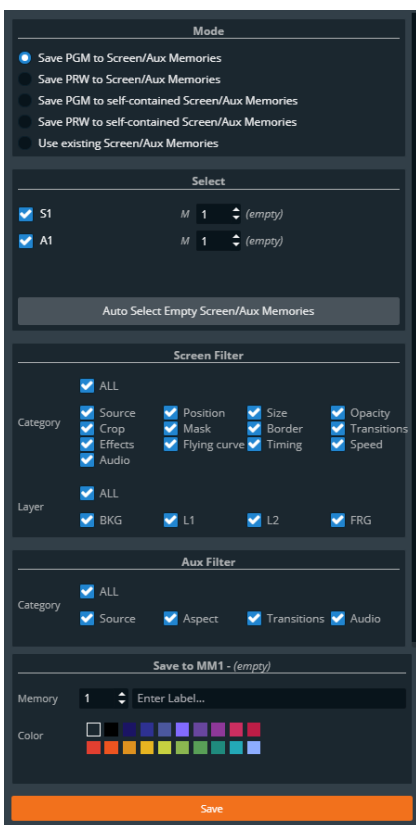 Mode
Save PGM to Screen/Aux Memories
Save PRW to Screen/Aux Memories
Save PGM to self-contained Screen/Aux Memories
Save PRW to self-contained Screen/Aux Memories
Use existing Screen/Aux Memories
Select
S1 M 1 (empty)
A1 M 1 (empty)
Auto Select Empty Screen/Aux Memories
Screen Filter
ALL
Category
Source Position Size Opacity
Crop Mask Border Transitions
Effects Flying curve Timing Speed
Audio
ALL
Layer
BKG L1 L2 FRG
Aux Filter
ALL
Category
Source Aspect Transitions Audio
Save to MM1 - (empty)
Memory 1 Enter Label...
Color
Save